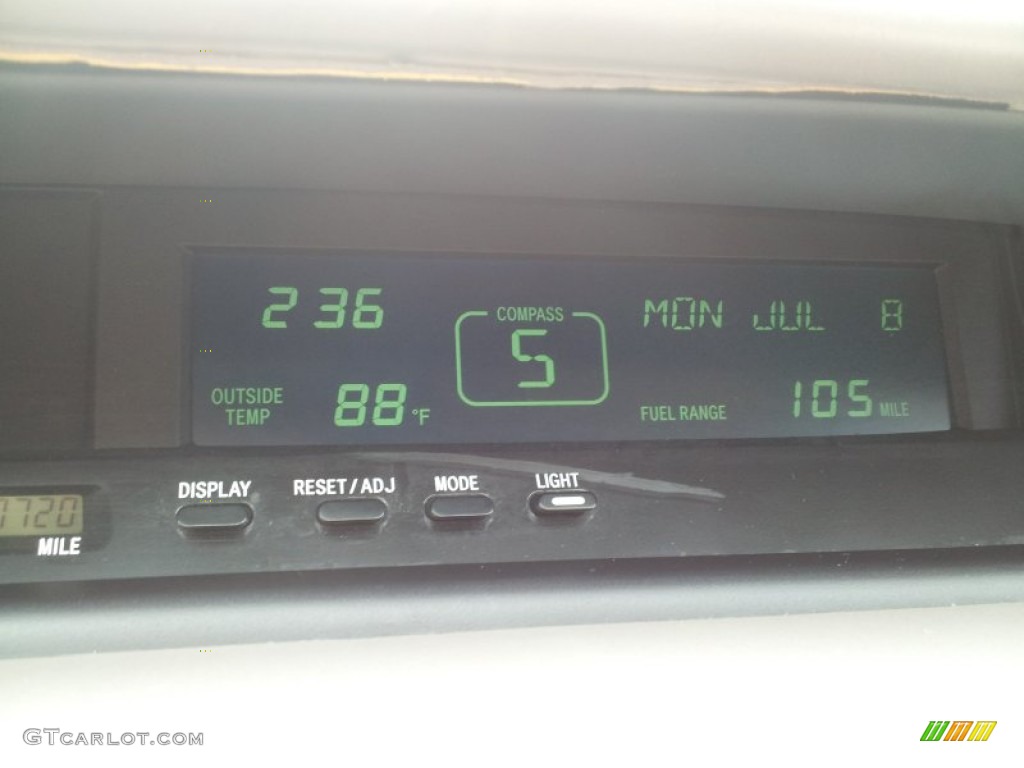 2 36
COMPASS
S
MON JUL 8
OUTSIDE
TEMP
88 °F
FUEL RANGE
105 MILE
DISPLAY
RESET/ADJ
MODE
LIGHT
7720
MILE
GTCARLOT.COM